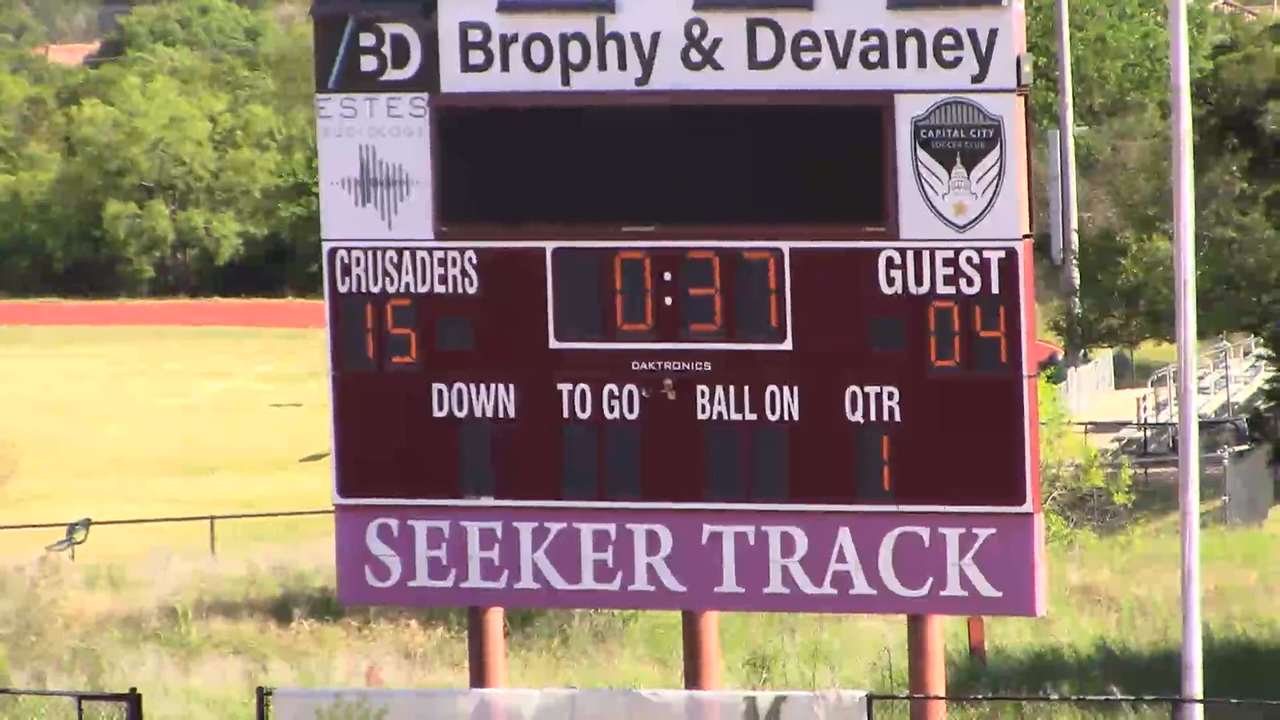 BD Brophy & Devaney
ESTES
AUDIOLOGY
CAPITAL CITY
SOCCER CLUB
CRUSADERS 0:37 GUEST
15 04
DAKTRONICS
DOWN TO GO BALL ON QTR
1
SEEKER TRACK